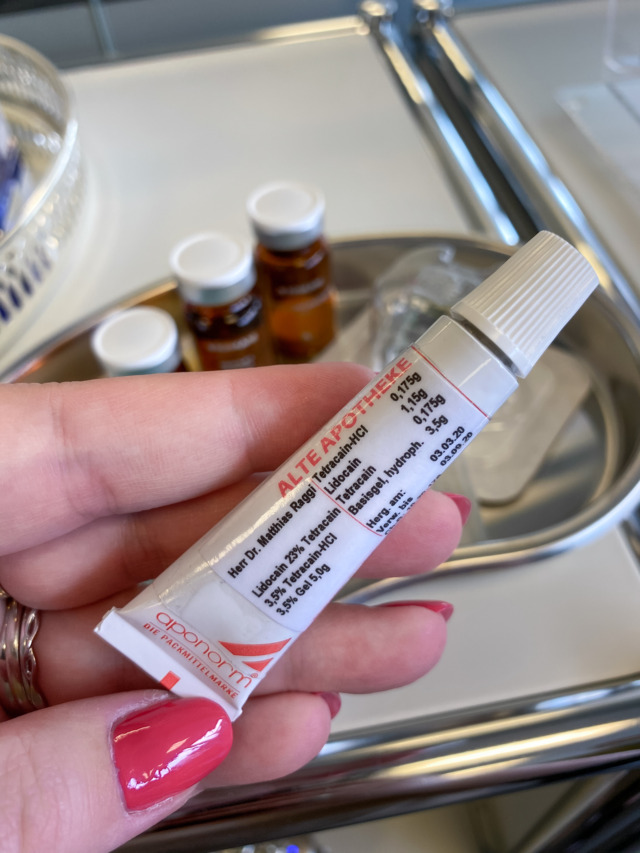 ALTE APOTHEKE
Herr Dr. Matthias Raggi
Tetracain-HCl 0,175g
Lidocain 1,15g
Tetracain 0,175g
Basisgel, hydroph. 3,5g
Lidocain 23% Tetracain
3,5% Tetracain-HCl
3,5% Gel 5,0g
Herg. am: 03.03.20
Verw. bis 03.09.20
aponorm®
DIE PACKMITTELMARKE